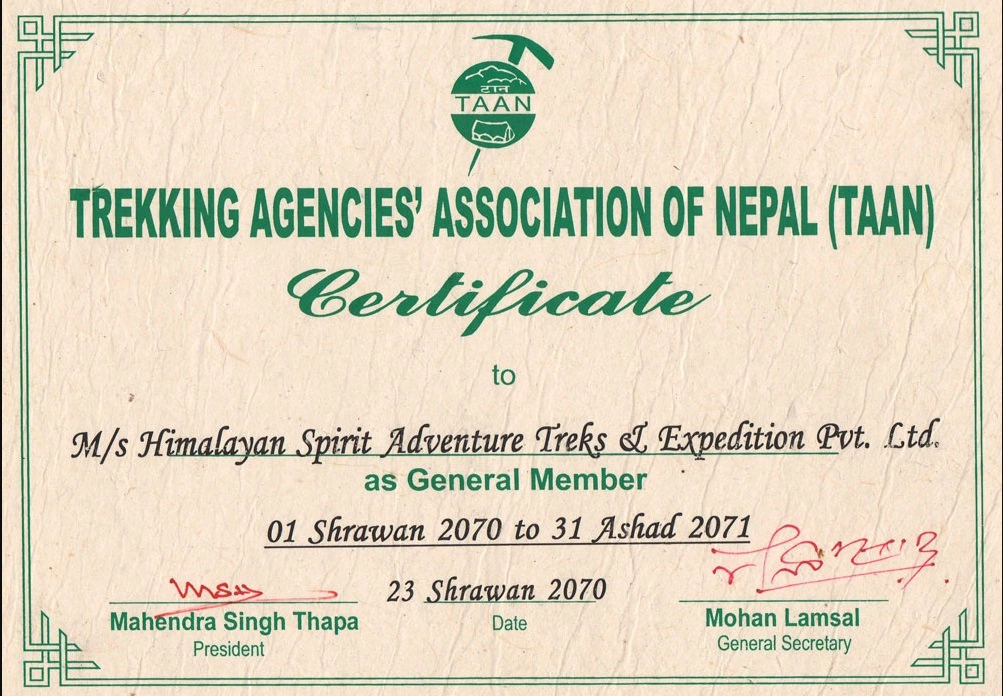 टान
TAAN
TREKKING AGENCIES' ASSOCIATION OF NEPAL (TAAN)
Certificate
to
M/s Himalayan Spirit Adventure Treks & Expedition Pvt. Ltd.
as General Member
01 Shrawan 2070 to 31 Ashad 2071
23 Shrawan 2070
Mahendra Singh Thapa
President
Date
Mohan Lamsal
General Secretary